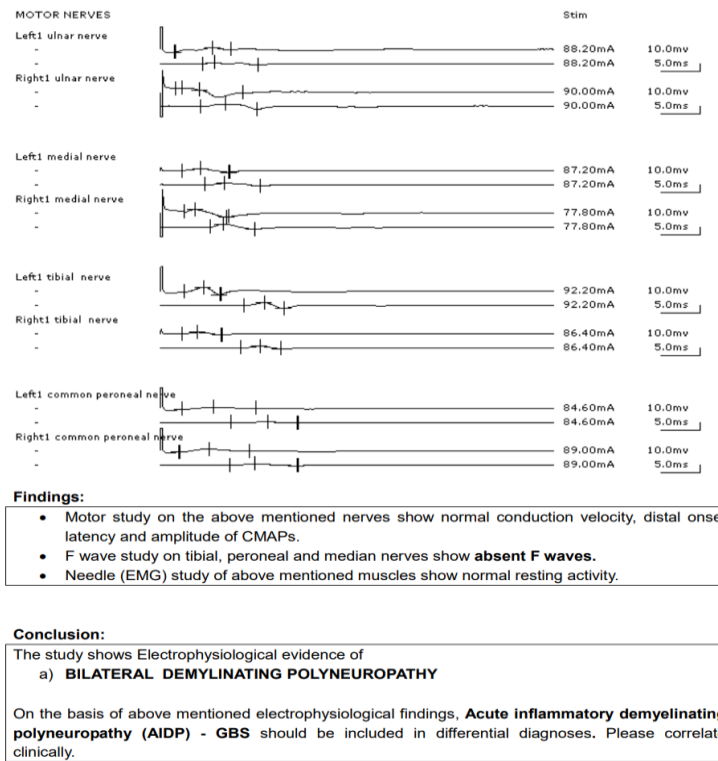 MOTOR NERVES Stim
Left1 ulnar nerve
- 88.20mA 10.0mv
- 88.20mA 5.0ms
Right1 ulnar nerve
- 90.00mA 10.0mv
- 90.00mA 5.0ms
Left1 medial nerve
- 87.20mA 10.0mv
- 87.20mA 5.0ms
Right1 medial nerve
- 77.80mA 10.0mv
- 77.80mA 5.0ms
Left1 tibial nerve
- 92.20mA 10.0mv
- 92.20mA 5.0ms
Right1 tibial nerve
- 86.40mA 10.0mv
- 86.40mA 5.0ms
Left1 common peroneal nerve
- 84.60mA 10.0mv
- 84.60mA 5.0ms
Right1 common peroneal nerve
- 89.00mA 10.0mv
- 89.00mA 5.0ms
Findings:
• Motor study on the above mentioned nerves show normal conduction velocity, distal onse
latency and amplitude of CMAPs.
• F wave study on tibial, peroneal and median nerves show absent F waves.
• Needle (EMG) study of above mentioned muscles show normal resting activity.
Conclusion:
The study shows Electrophysiological evidence of
a) BILATERAL DEMYLINATING POLYNEUROPATHY
On the basis of above mentioned electrophysiological findings, Acute inflammatory demyelinating
polyneuropathy (AIDP) - GBS should be included in differential diagnoses. Please correlat
clinically.